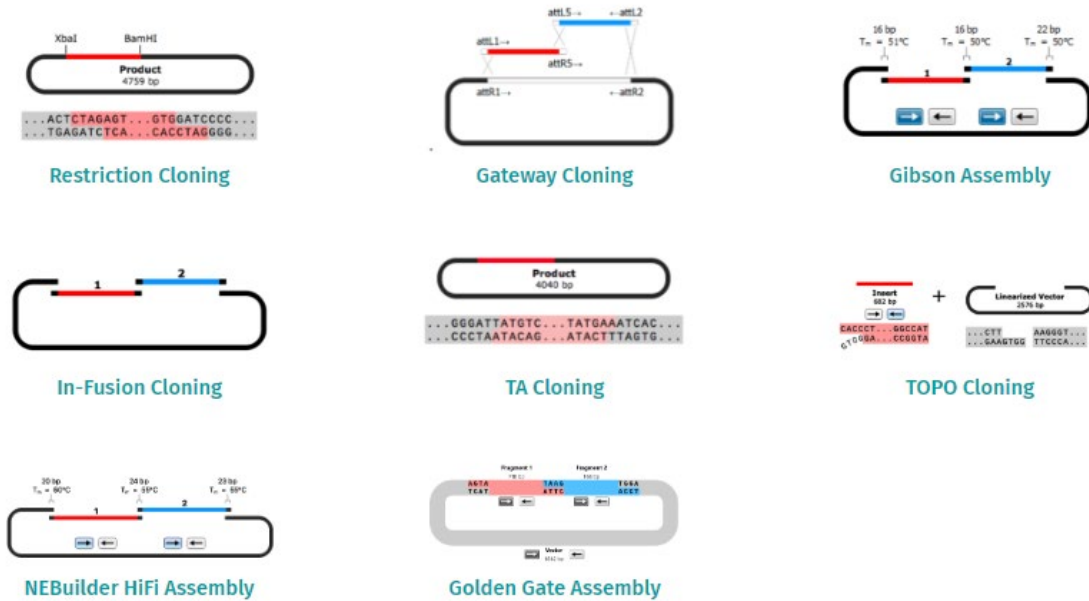 XbaI BamHI
Product
4759 bp
...ACTCTAGAGT...GTGGATCCCC...
...TGAGATCTCA...CACCTAGGGG...
Restriction Cloning
attL5→ ←attL2
attL1→
attR5→
attR1→ ←attR2
Gateway Cloning
16 bp 16 bp 22 bp
Tm = 51°C Tm = 50°C Tm = 50°C
1 2
Gibson Assembly
1 2
In-Fusion Cloning
Product
4040 bp
...GGGATTATGTC...TATGAAATCAC...
...CCCTAATACAG...ATACTTTAGTG...
TA Cloning
Insert
682 bp
+
Linearized Vector
2576 bp
CACCCT...GGCCAT
GTGGGA...CCGGTA
...CTT AAGGGT...
...GAAGTGG TTCCCA...
TOPO Cloning
20 bp 24 bp 23 bp
Tm = 60°C Tm = 59°C Tm = 59°C
1 2
NEBuilder HiFi Assembly
Fragment 1 Fragment 2
AGTA TAAG TGGA
TCAT ATTC ACCT
Vector
Golden Gate Assembly